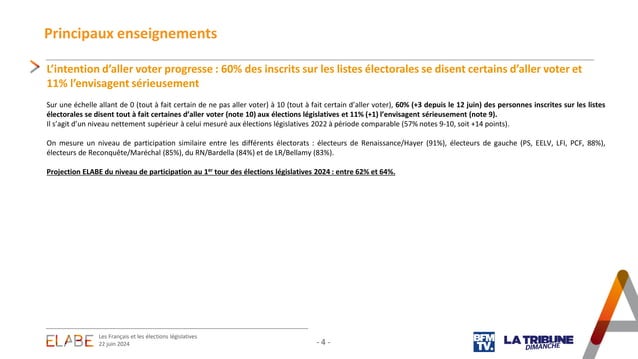 Principaux enseignements
L’intention d’aller voter progresse : 60% des inscrits sur les listes électorales se disent certains d’aller voter et
11% l’envisagent sérieusement
Sur une échelle allant de 0 (tout à fait certain de ne pas aller voter) à 10 (tout à fait certain d’aller voter), 60% (+3 depuis le 12 juin) des personnes inscrites sur les listes
électorales se disent tout à fait certaines d’aller voter (note 10) aux élections législatives et 11% (+1) l’envisagent sérieusement (note 9).
Il s’agit d’un niveau nettement supérieur à celui mesuré aux élections législatives 2022 à période comparable (57% notes 9-10, soit +14 points).
On mesure un niveau de participation similaire entre les différents électorats : électeurs de Renaissance/Hayer (91%), électeurs de gauche (PS, EELV, LFI, PCF, 88%),
électeurs de Reconquête/Maréchal (85%), du RN/Bardella (84%) et de LR/Bellamy (83%).
Projection ELABE du niveau de participation au 1er tour des élections législatives 2024 : entre 62% et 64%.
ELABE
Les Français et les élections législatives
22 juin 2024
- 4 -
BFM
TV.
LA TRIBUNE
DIMANCHE